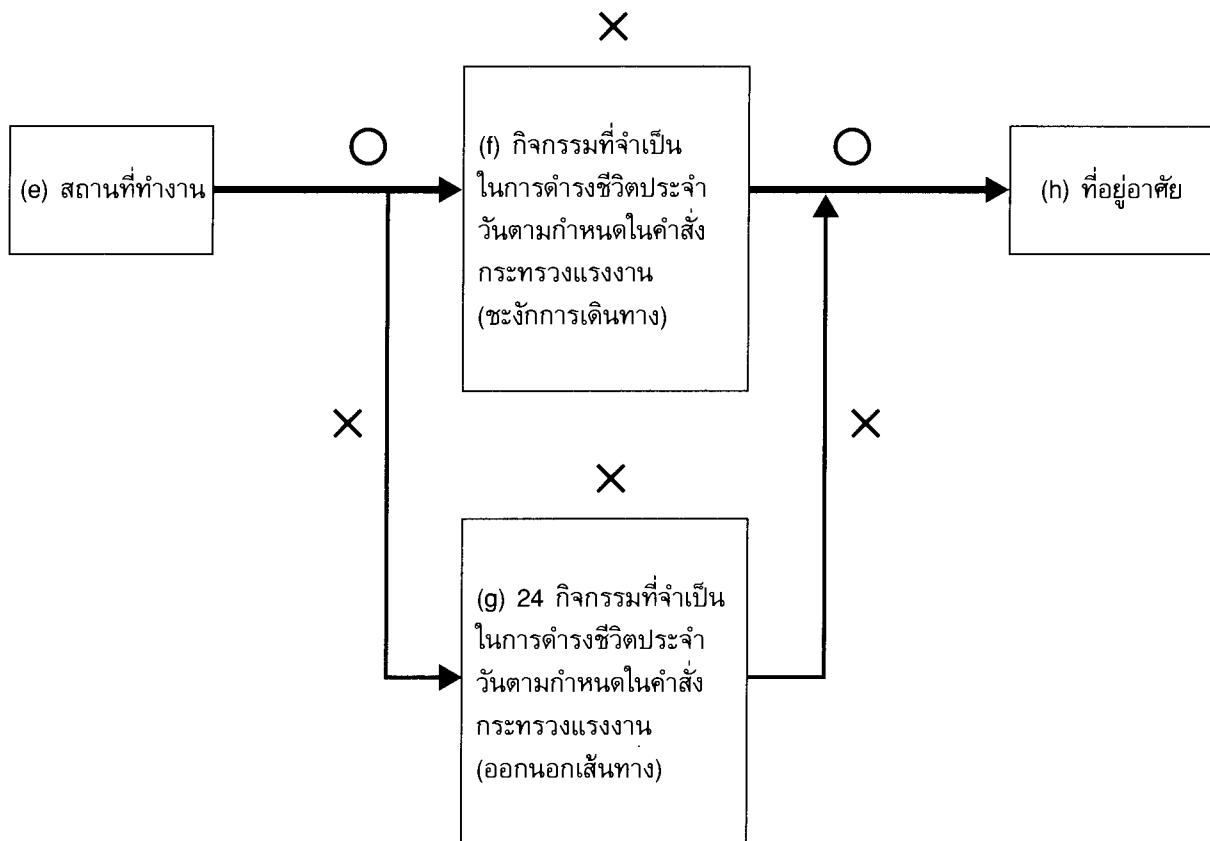 ×
(e) สถานที่ทำงาน
○
(f) กิจกรรมที่จำเป็น
ในการดำรงชีวิตประจำ
วันตามกำหนดในคำสั่ง
กระทรวงแรงงาน
(ชะงักการเดินทาง)
○
(h) ที่อยู่อาศัย
×
×
×
(g) 24 กิจกรรมที่จำเป็น
ในการดำรงชีวิตประจำ
วันตามกำหนดในคำสั่ง
กระทรวงแรงงาน
(ออกนอกเส้นทาง)